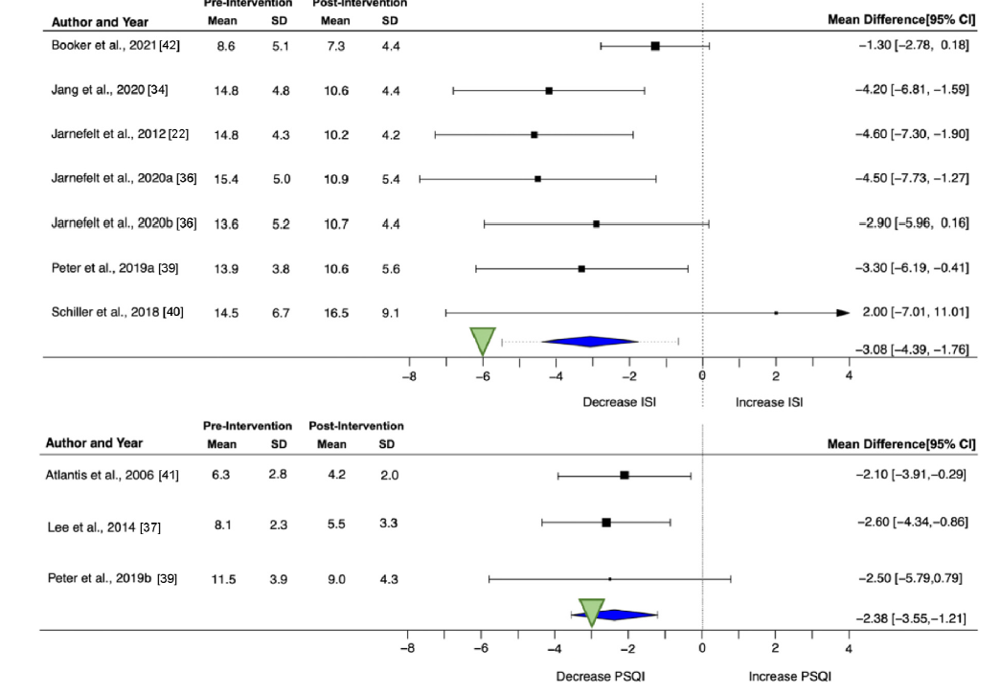 Pre-Intervention Post-Intervention
Author and Year Mean SD Mean SD Mean Difference[95% CI]
Booker et al., 2021 [42] 8.6 5.1 7.3 4.4 −1.30 [−2.78, 0.18]
Jang et al., 2020 [34] 14.8 4.8 10.6 4.4 −4.20 [−6.81, −1.59]
Jarnefelt et al., 2012 [22] 14.8 4.3 10.2 4.2 −4.60 [−7.30, −1.90]
Jarnefelt et al., 2020a [36] 15.4 5.0 10.9 5.4 −4.50 [−7.73, −1.27]
Jarnefelt et al., 2020b [36] 13.6 5.2 10.7 4.4 −2.90 [−5.96, 0.16]
Peter et al., 2019a [39] 13.9 3.8 10.6 5.6 −3.30 [−6.19, −0.41]
Schiller et al., 2018 [40] 14.5 6.7 16.5 9.1 2.00 [−7.01, 11.01]
−3.08 [−4.39, −1.76]
−8 −6 −4 −2 0 2 4
Decrease ISI Increase ISI
Pre-Intervention Post-Intervention
Author and Year Mean SD Mean SD Mean Difference[95% CI]
Atlantis et al., 2006 [41] 6.3 2.8 4.2 2.0 −2.10 [−3.91,−0.29]
Lee et al., 2014 [37] 8.1 2.3 5.5 3.3 −2.60 [−4.34,−0.86]
Peter et al., 2019b [39] 11.5 3.9 9.0 4.3 −2.50 [−5.79,0.79]
−2.38 [−3.55,−1.21]
−8 −6 −4 −2 0 2 4
Decrease PSQI Increase PSQI